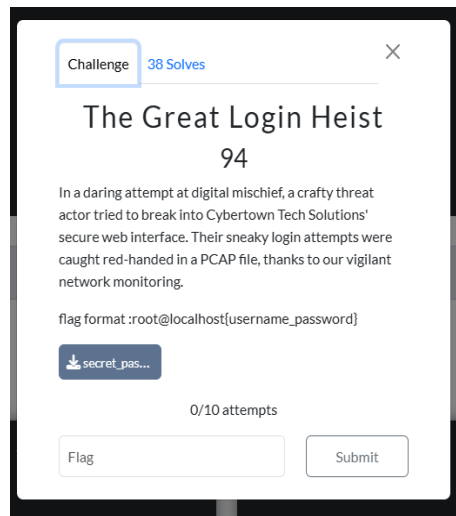 Challenge
38 Solves
The Great Login Heist
94
In a daring attempt at digital mischief, a crafty threat
actor tried to break into Cybertown Tech Solutions'
secure web interface. Their sneaky login attempts were
caught red-handed in a PCAP file, thanks to our vigilant
network monitoring.
flag format :root@localhost{username_password}
secret_pas...
0/10 attempts
Flag
Submit